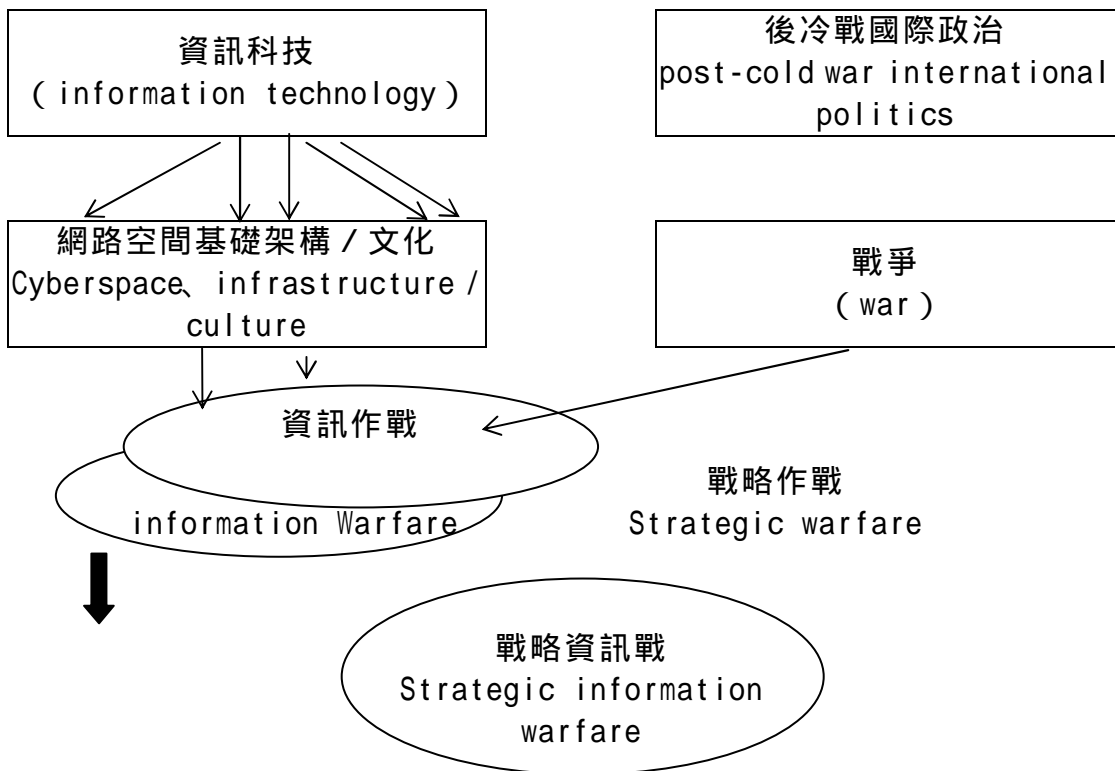 資訊科技
（information technology）
後冷戰國際政治
post-cold war international
politics
網路空間基礎架構／文化
Cyberspace、infrastructure／
culture
戰爭
（war）
資訊作戰
information Warfare
戰略作戰
Strategic warfare
戰略資訊戰
Strategic information
warfare